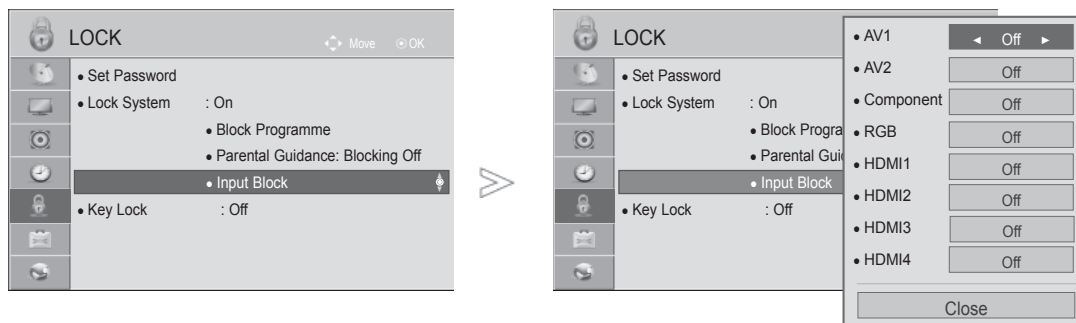 LOCK
Move OK
• Set Password
• Lock System : On
• Block Programme
• Parental Guidance: Blocking Off
• Input Block
• Key Lock : Off
LOCK
• Set Password
• Lock System : On
• Block Progra
• Parental Gui
• Input Block
• Key Lock : Off
• AV1 ◄ Off ►
• AV2 Off
• Component Off
• RGB Off
• HDMI1 Off
• HDMI2 Off
• HDMI3 Off
• HDMI4 Off
Close